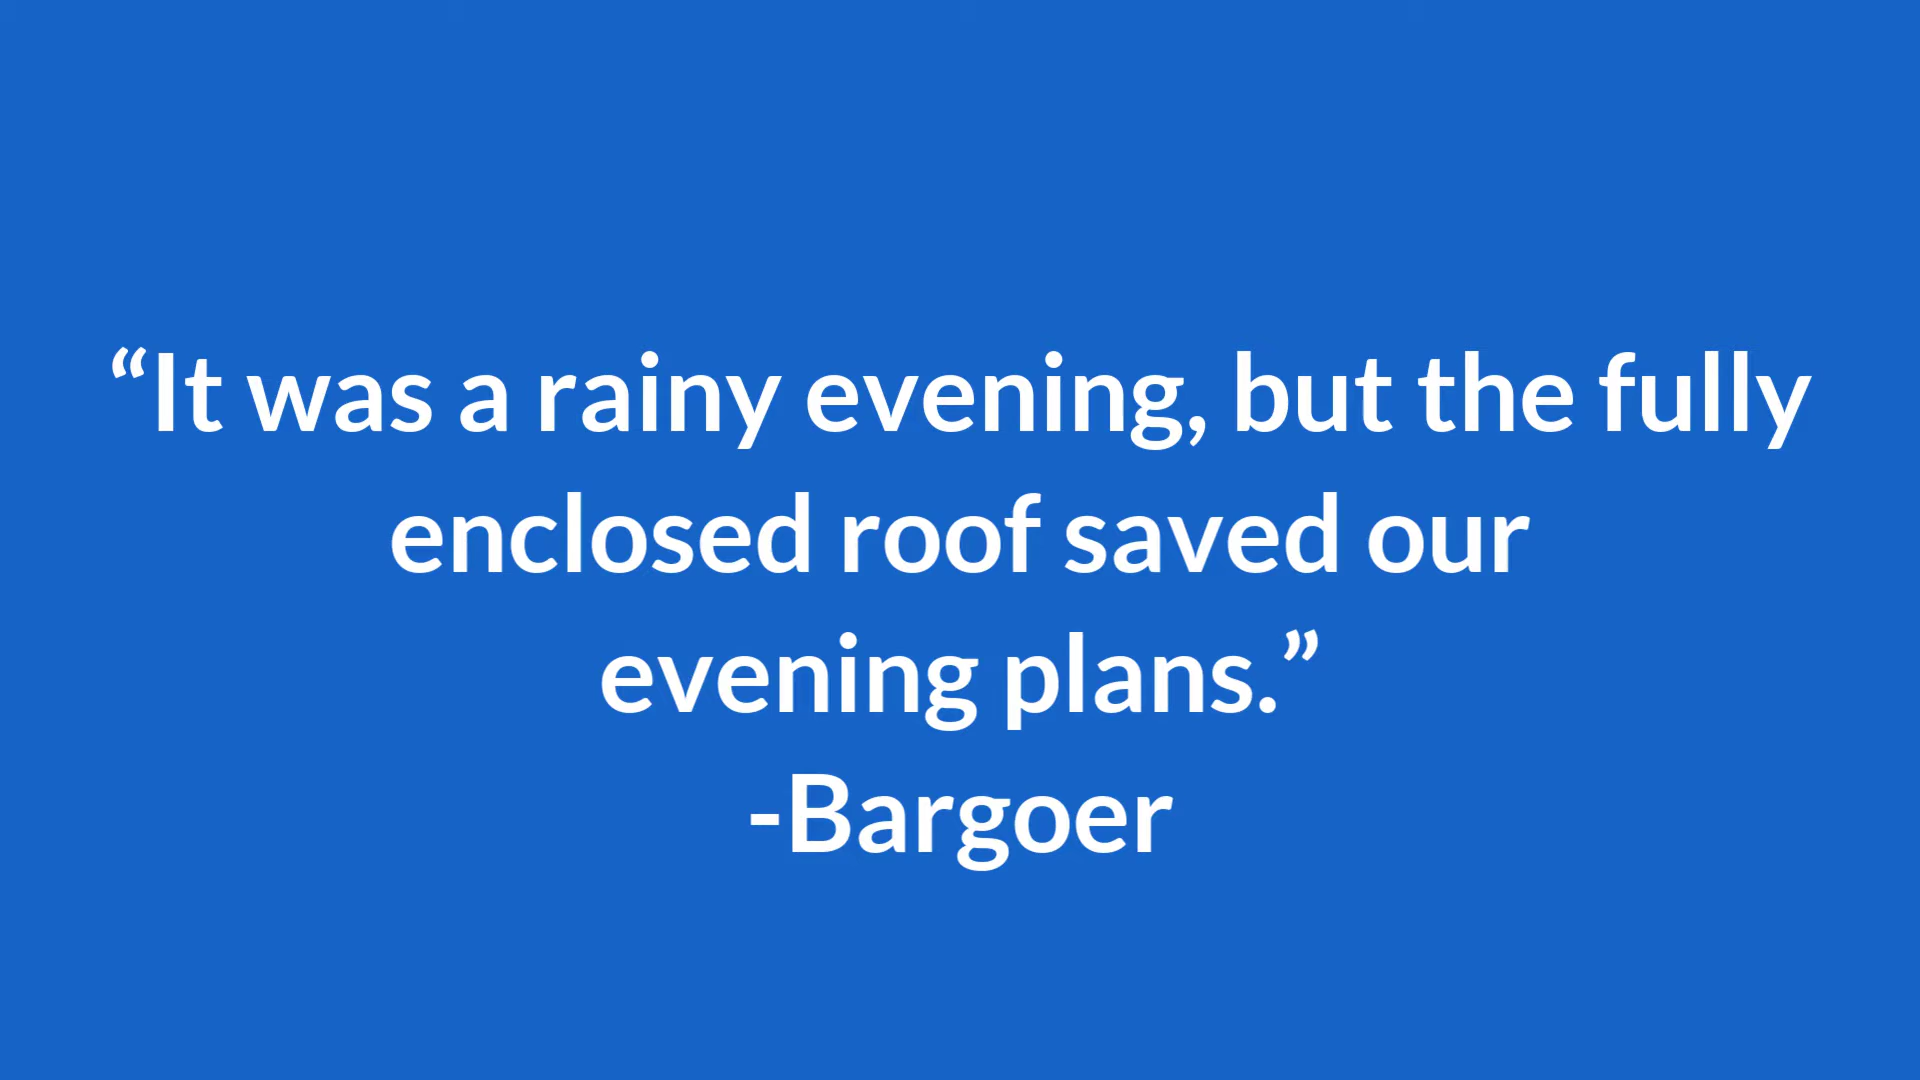 “It was a rainy evening, but the fully
enclosed roof saved our
evening plans.”
-Bargoer